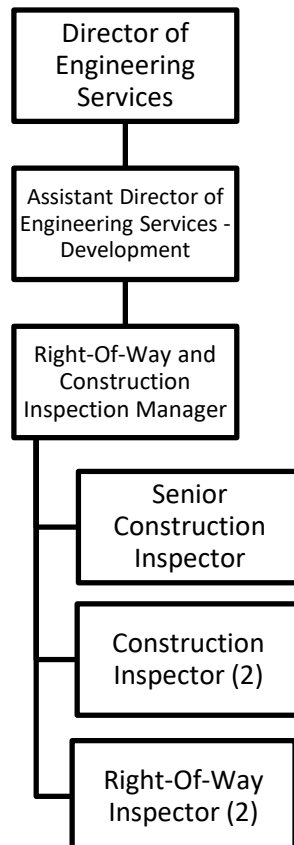 Director of
Engineering
Services
Assistant Director of
Engineering Services -
Development
Right-Of-Way and
Construction
Inspection Manager
Senior
Construction
Inspector
Construction
Inspector (2)
Right-Of-Way
Inspector (2)